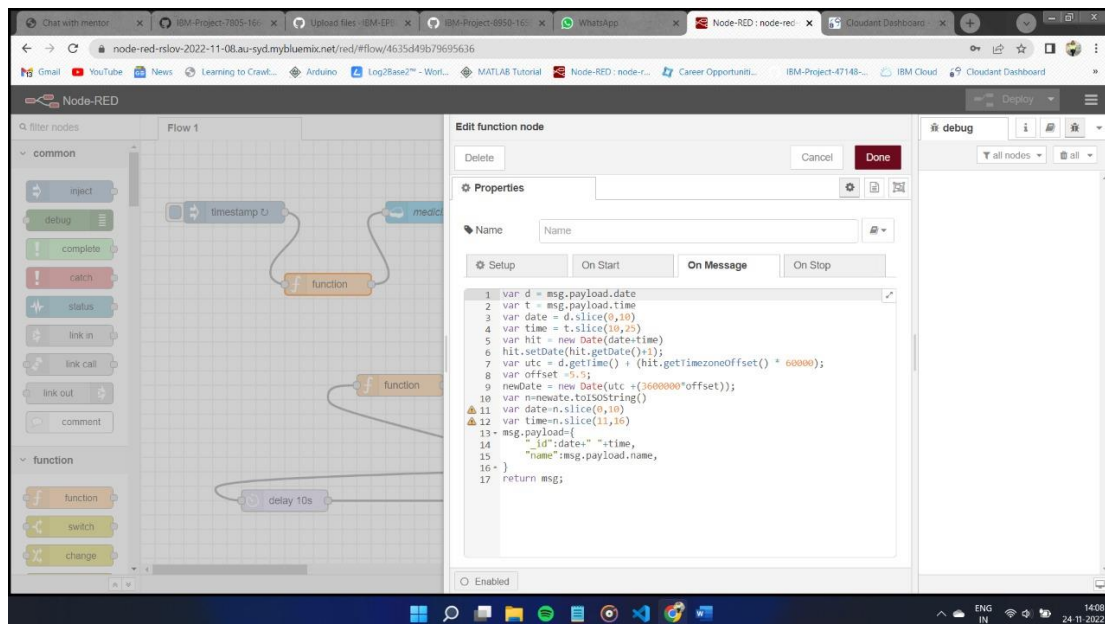 Chat with mentor
IBM-Project-7805-166
Upload files · IBM-EPB
IBM-Project-8950-165
WhatsApp
Node-RED : node-red-
Cloudant Dashboard
node-red-rslov-2022-11-08.au-syd.mybluemix.net/red/#flow/4635d49b79695636
Gmail
YouTube
News
Learning to Crawl:...
Arduino
Log2Base2™ - Worl...
MATLAB Tutorial
Node-RED : node-r...
Career Opportuniti...
IBM-Project-47148-...
IBM Cloud
Cloudant Dashboard
»
Node-RED
Deploy
filter nodes
Flow 1
Edit function node
debug
i
common
Delete
Cancel
Done
all nodes
all
Properties
inject
timestamp ↻
medici
debug
Name
Name
complete
Setup
On Start
On Message
On Stop
catch
function
status
link in
link call
link out
function
comment
1 var d = msg.payload.date
2 var t = msg.payload.time
3 var date = d.slice(0,10)
4 var time = t.slice(10,25)
5 var hit = new Date(date+time)
6 hit.setDate(hit.getDate()+1);
7 var utc = d.getTime() + (hit.getTimezoneOffset() * 60000);
8 var offset =5.5;
9 newDate = new Date(utc +(3600000*offset));
10 var n=newate.toISOString()
11 var date=n.slice(0,10)
12 var time=n.slice(11,16)
13 msg.payload={
14 "_id":date+" "+time,
15 "name":msg.payload.name,
16 }
17 return msg;
function
function
delay 10s
switch
change
Enabled
ENG
IN
14:08
24-11-2022